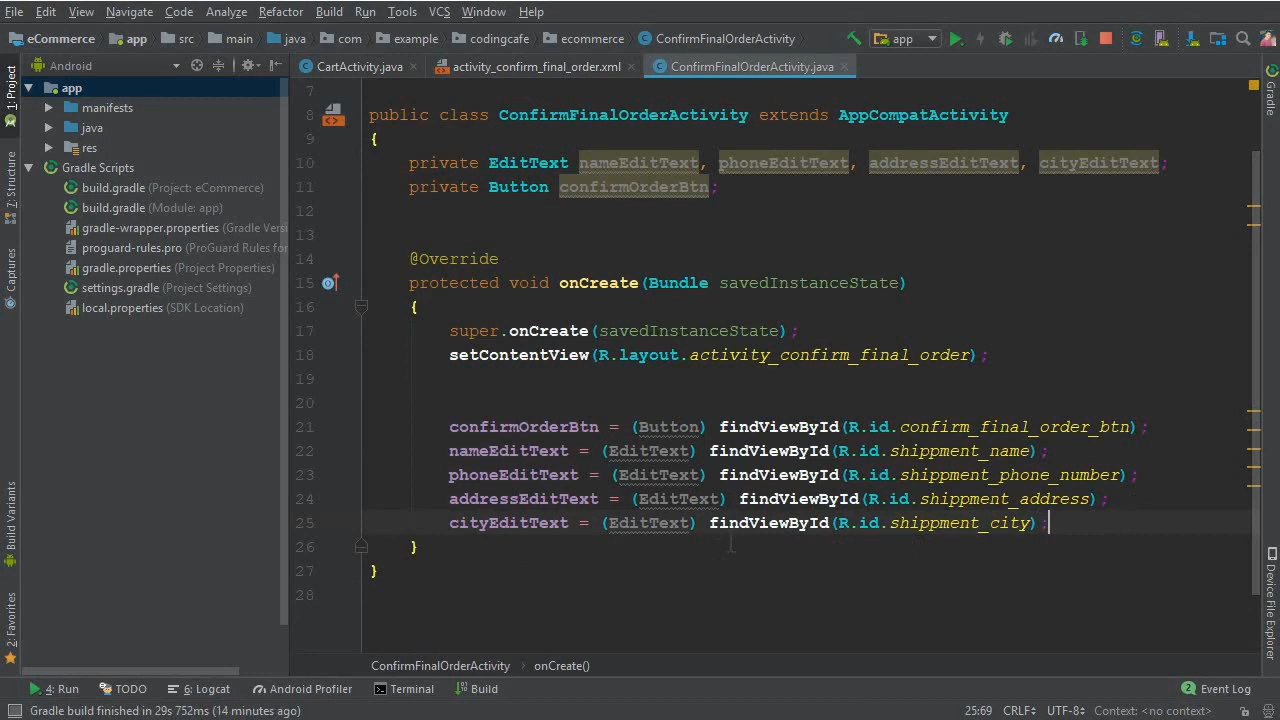 File Edit View Navigate Code Analyze Refactor Build Run Tools VCS Window Help
eCommerce app src main java com example codingcafe ecommerce ConfirmFinalOrderActivity app
1: Project
Z: Structure
Captures
Build Variants
2: Favorites
Android
app
manifests
java
res
Gradle Scripts
build.gradle (Project: eCommerce)
build.gradle (Module: app)
gradle-wrapper.properties (Gradle Versi
proguard-rules.pro (ProGuard Rules for
gradle.properties (Project Properties)
settings.gradle (Project Settings)
local.properties (SDK Location)
CartActivity.java activity_confirm_final_order.xml ConfirmFinalOrderActivity.java
7
8 public class ConfirmFinalOrderActivity extends AppCompatActivity
9 {
10 private EditText nameEditText, phoneEditText, addressEditText, cityEditText;
11 private Button confirmOrderBtn;
12
13
14 @Override
15 protected void onCreate(Bundle savedInstanceState)
16 {
17 super.onCreate(savedInstanceState);
18 setContentView(R.layout.activity_confirm_final_order);
19
20
21 confirmOrderBtn = (Button) findViewById(R.id.confirm_final_order_btn);
22 nameEditText = (EditText) findViewById(R.id.shippment_name);
23 phoneEditText = (EditText) findViewById(R.id.shippment_phone_number);
24 addressEditText = (EditText) findViewById(R.id.shippment_address);
25 cityEditText = (EditText) findViewById(R.id.shippment_city);
26 }
27 }
28
ConfirmFinalOrderActivity onCreate()
Gradle
Device File Explorer
4: Run TODO 6: Logcat Android Profiler Terminal Build 2 Event Log
Gradle build finished in 29s 752ms (14 minutes ago) 25:69 CRLF UTF-8 Context: <no context>